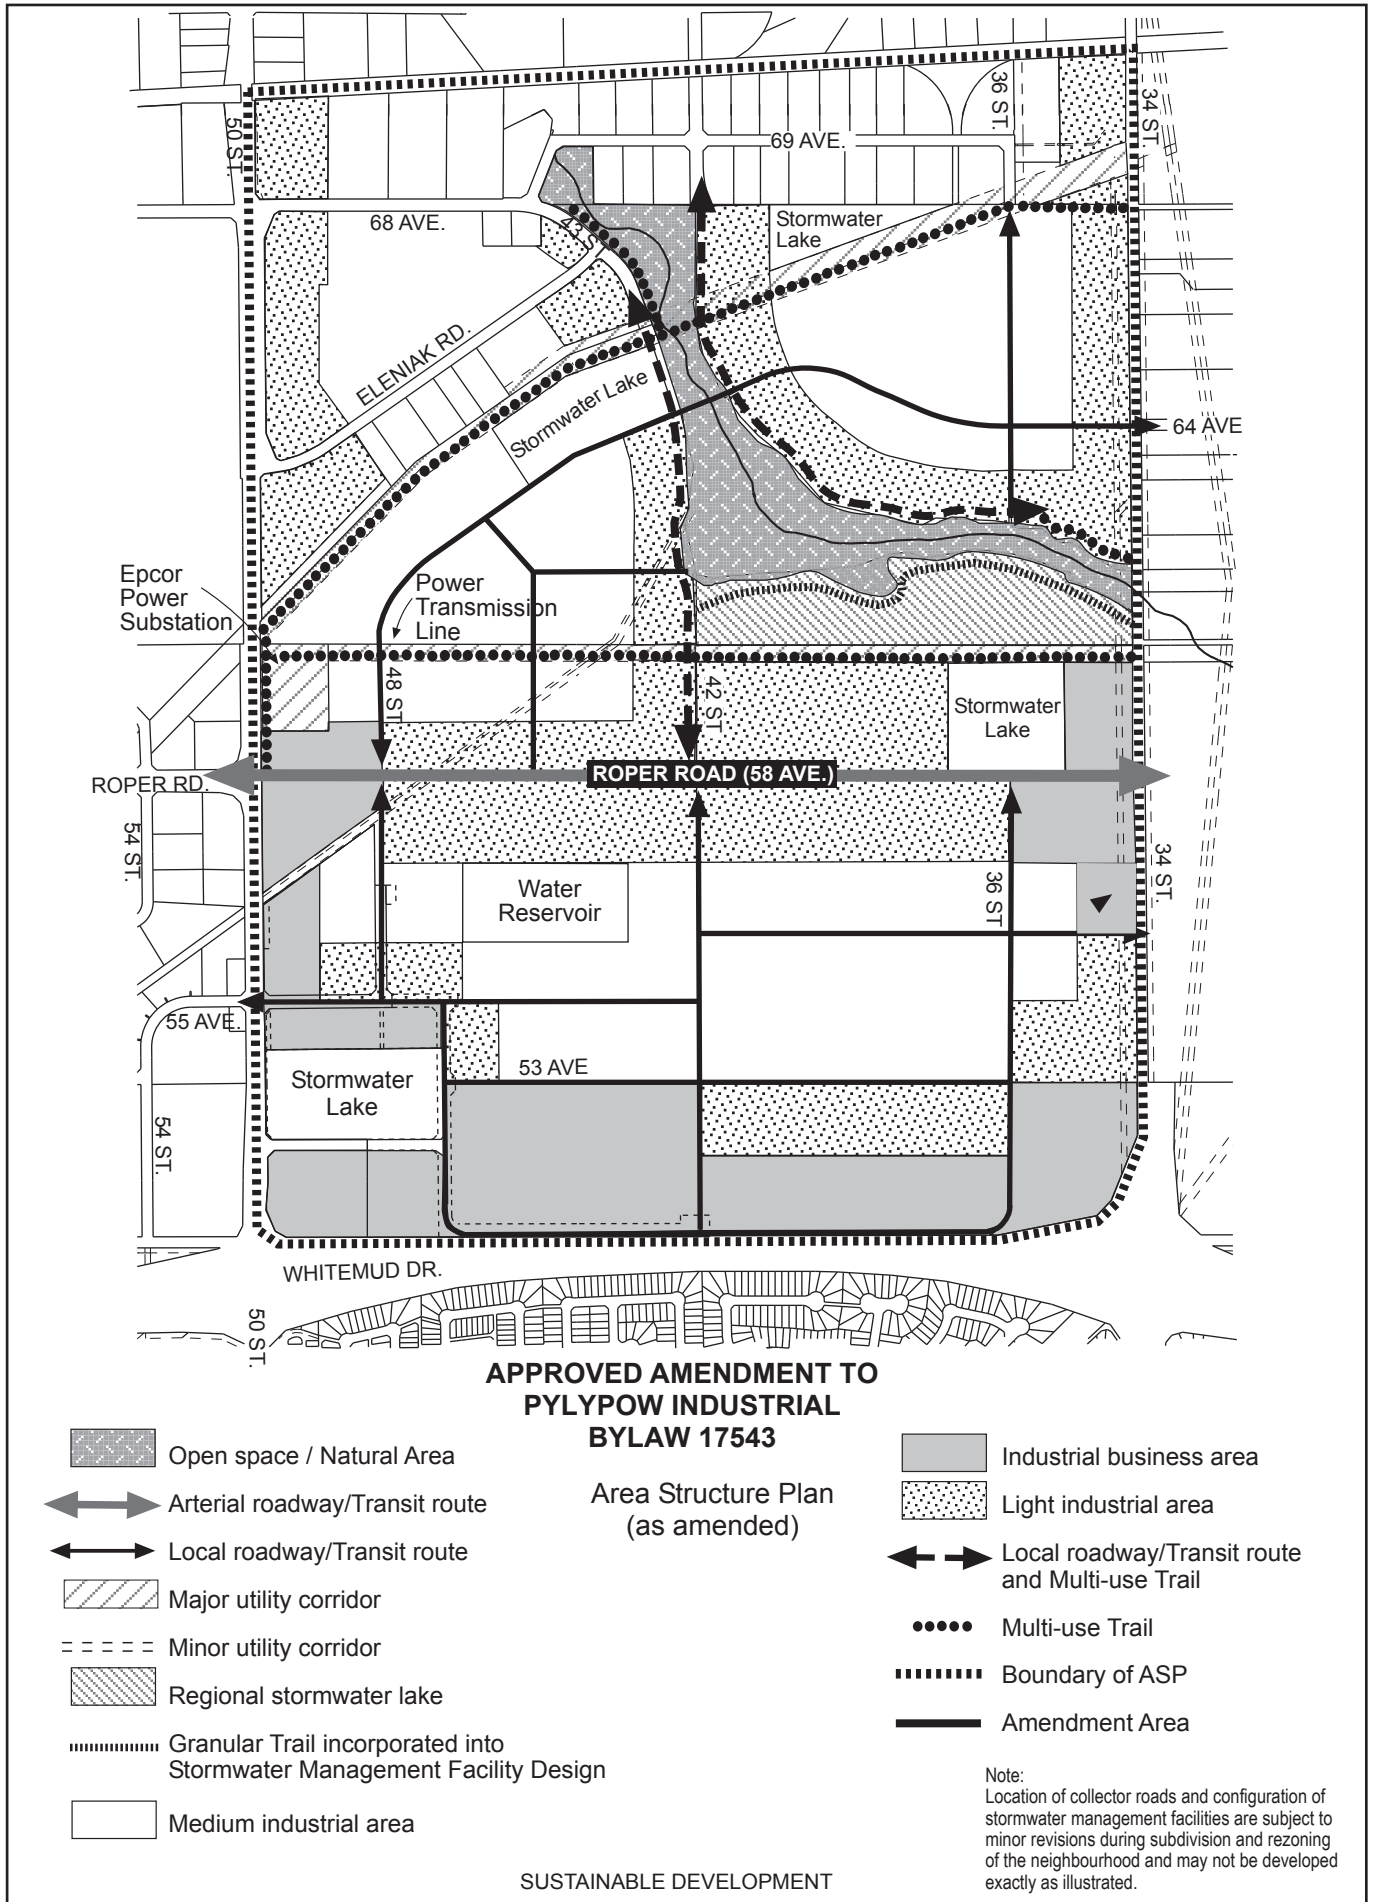 36 ST.
34 ST
50 ST.
69 AVE.
68 AVE.
43 S
Stormwater
Lake
ELENIAK RD.
Stormwater Lake
64 AVE
Epcor
Power
Substation
Power
Transmission
Line
48 ST
42 ST
Stormwater
Lake
ROPER RD.
ROPER ROAD (58 AVE.)
54 ST.
34 ST.
Water
Reservoir
36 ST
55 AVE.
53 AVE
Stormwater
Lake
54 ST.
WHITEMUD DR.
50 ST.
APPROVED AMENDMENT TO
PYLYPOW INDUSTRIAL
BYLAW 17543
Area Structure Plan
(as amended)
Open space / Natural Area
Arterial roadway/Transit route
Local roadway/Transit route
Major utility corridor
Minor utility corridor
Regional stormwater lake
Granular Trail incorporated into
Stormwater Management Facility Design
Medium industrial area
Industrial business area
Light industrial area
Local roadway/Transit route
and Multi-use Trail
Multi-use Trail
Boundary of ASP
Amendment Area
Note:
Location of collector roads and configuration of
stormwater management facilities are subject to
minor revisions during subdivision and rezoning
of the neighbourhood and may not be developed
exactly as illustrated.
SUSTAINABLE DEVELOPMENT